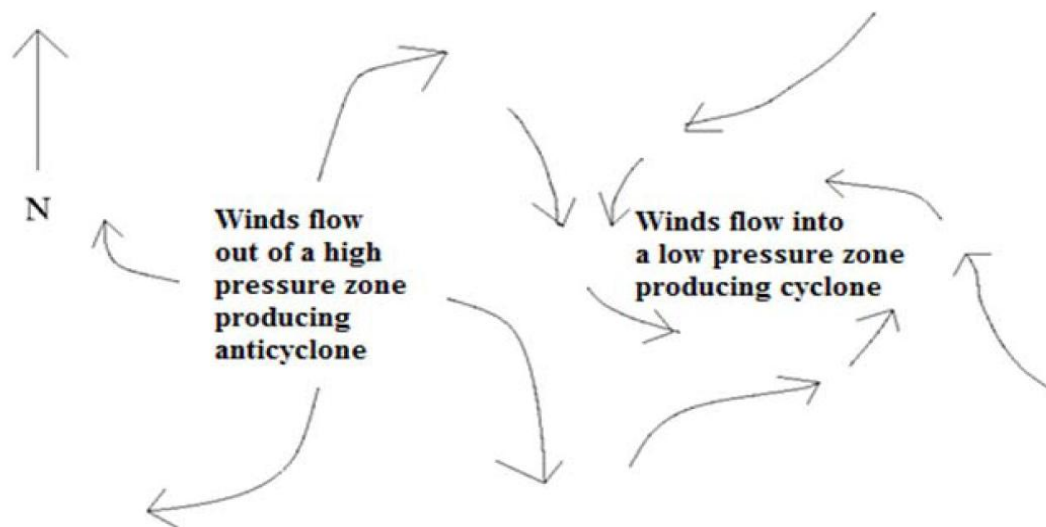 N
Winds flow
out of a high
pressure zone
producing
anticyclone
Winds flow into
a low pressure zone
producing cyclone